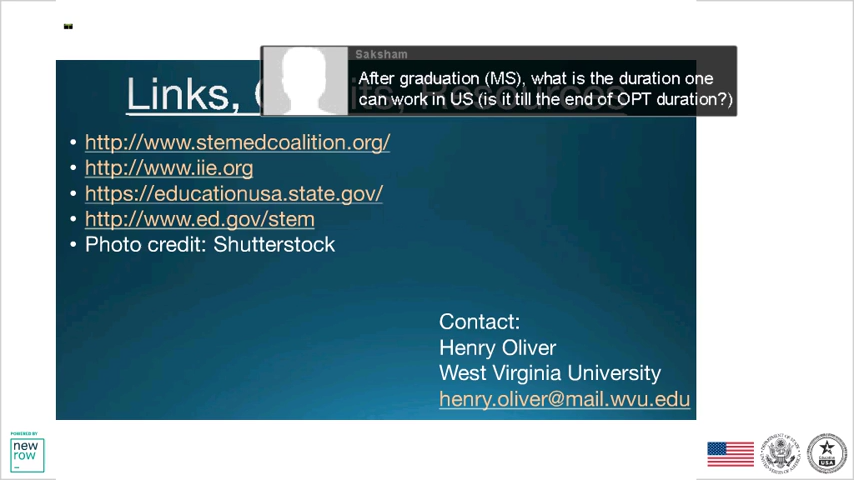 Saksham
After graduation (MS), what is the duration one
can work in US (is it till the end of OPT duration?)
Links,
• http://www.stemedcoalition.org/
• http://www.iie.org
• https://educationusa.state.gov/
• http://www.ed.gov/stem
• Photo credit: Shutterstock
Contact:
Henry Oliver
West Virginia University
henry.oliver@mail.wvu.edu
POWERED BY
new
row